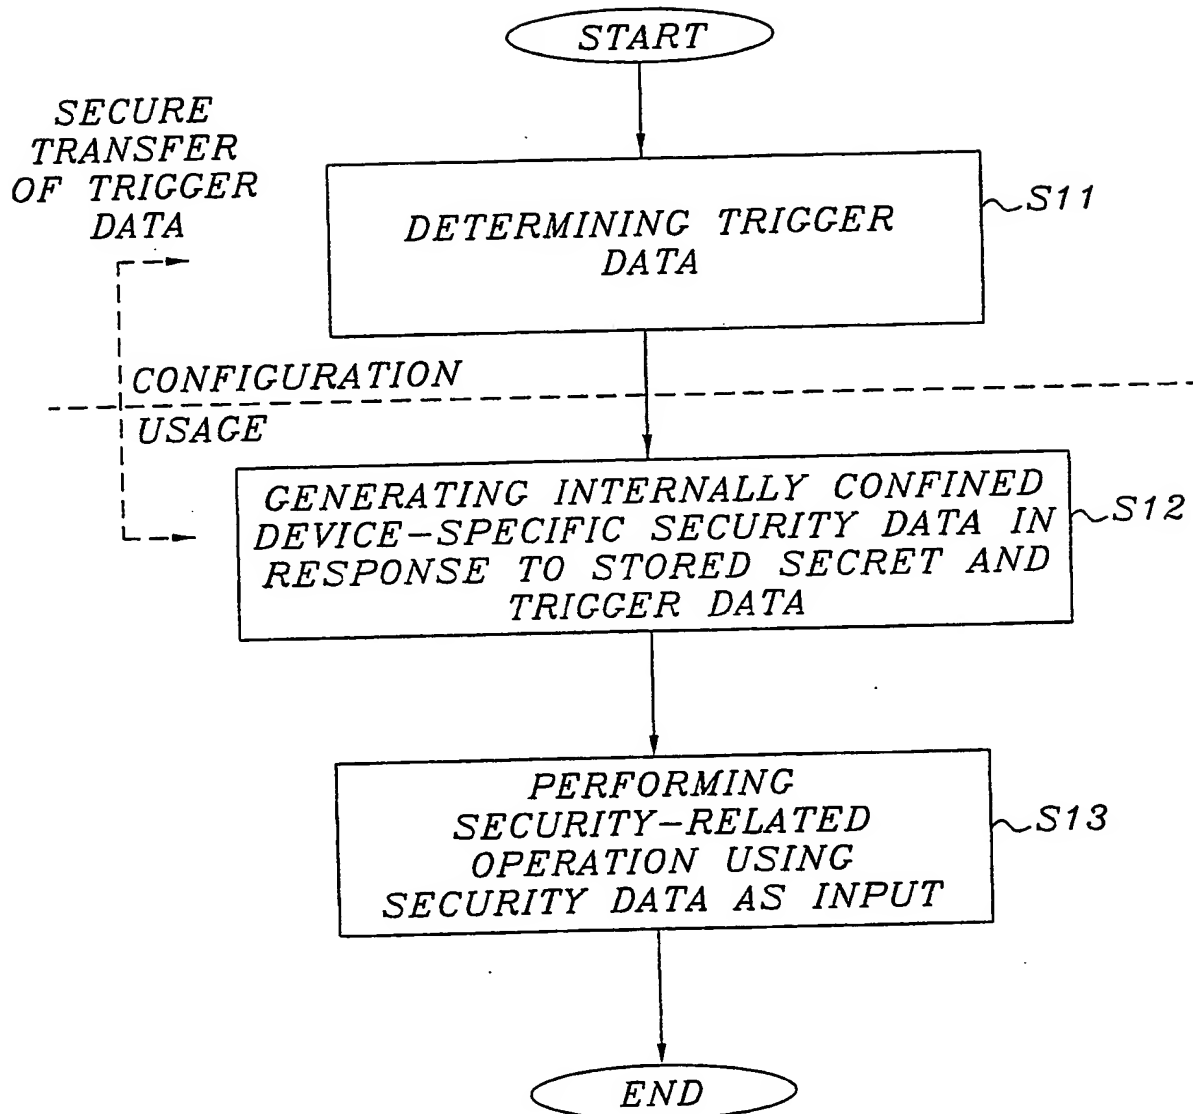 START
SECURE
TRANSFER
OF TRIGGER
DATA
DETERMINING TRIGGER
DATA
S11
CONFIGURATION
USAGE
GENERATING INTERNALLY CONFINED
DEVICE-SPECIFIC SECURITY DATA IN
RESPONSE TO STORED SECRET AND
TRIGGER DATA
S12
PERFORMING
SECURITY-RELATED
OPERATION USING
SECURITY DATA AS INPUT
S13
END